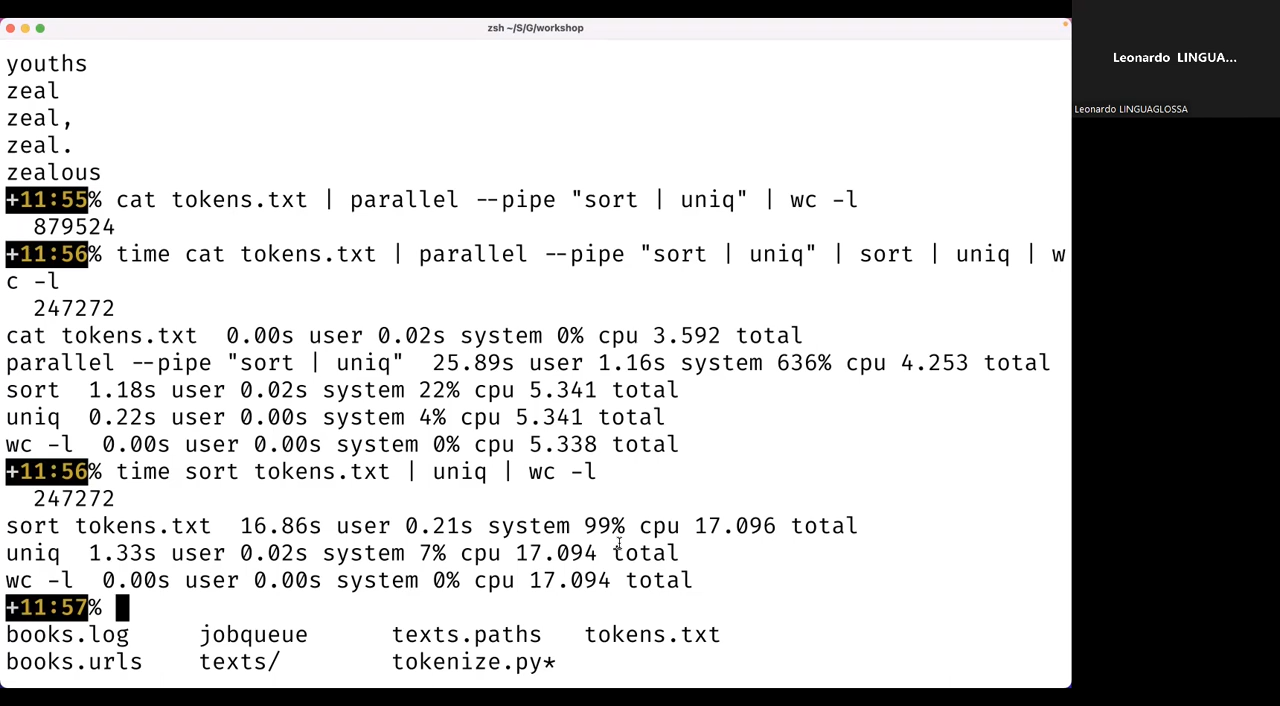 zsh ~/S/G/workshop
youths
zeal
zeal,
zeal.
zealous
+11:55% cat tokens.txt | parallel --pipe "sort | uniq" | wc -l
879524
+11:56% time cat tokens.txt | parallel --pipe "sort | uniq" | sort | uniq | w
c -l
247272
cat tokens.txt  0.00s user 0.02s system 0% cpu 3.592 total
parallel --pipe "sort | uniq"  25.89s user 1.16s system 636% cpu 4.253 total
sort  1.18s user 0.02s system 22% cpu 5.341 total
uniq  0.22s user 0.00s system 4% cpu 5.341 total
wc -l  0.00s user 0.00s system 0% cpu 5.338 total
+11:56% time sort tokens.txt | uniq | wc -l
247272
sort tokens.txt  16.86s user 0.21s system 99% cpu 17.096 total
uniq  1.33s user 0.02s system 7% cpu 17.094 total
wc -l  0.00s user 0.00s system 0% cpu 17.094 total
+11:57%
books.log     jobqueue      texts.paths   tokens.txt
books.urls    texts/        tokenize.py*
Leonardo LINGUA...
Leonardo LINGUAGLOSSA